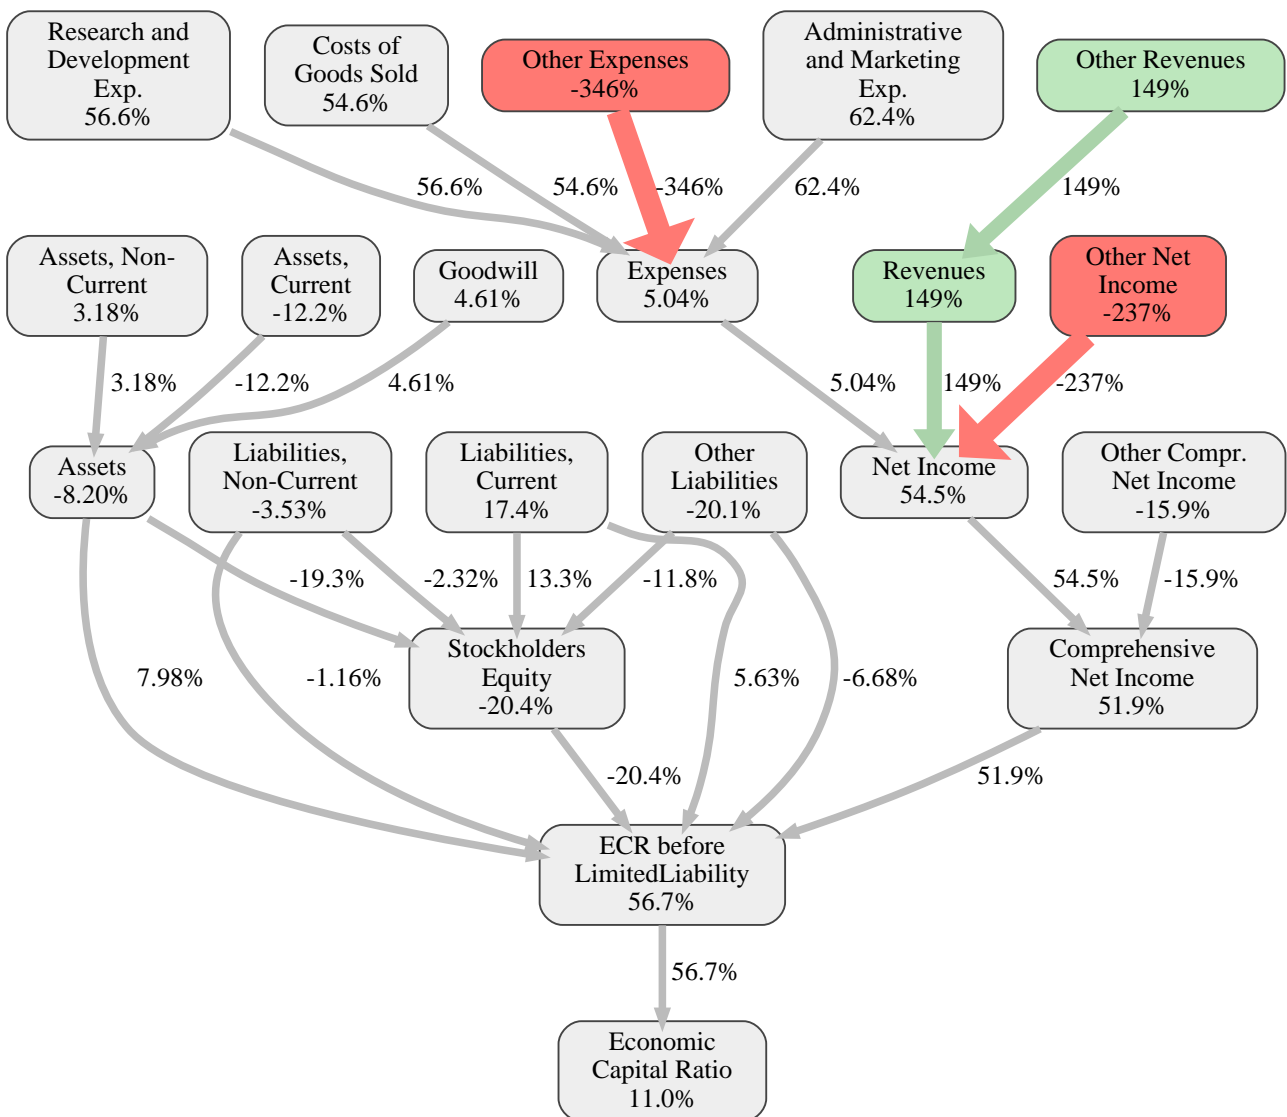 Research and
Development
Exp.
56.6%
Costs of
Goods Sold
54.6%
Other Expenses
-346%
Administrative
and Marketing
Exp.
62.4%
Other Revenues
149%
56.6%
54.6%
-346%
62.4%
149%
Assets, Non-
Current
3.18%
Assets,
Current
-12.2%
Goodwill
4.61%
Expenses
5.04%
Revenues
149%
Other Net
Income
-237%
3.18%
-12.2%
4.61%
5.04%
149%
-237%
Assets
-8.20%
Liabilities,
Non-Current
-3.53%
Liabilities,
Current
17.4%
Other
Liabilities
-20.1%
Net Income
54.5%
Other Compr.
Net Income
-15.9%
-19.3%
-2.32%
13.3%
-11.8%
54.5%
-15.9%
7.98%
-1.16%
Stockholders
Equity
-20.4%
5.63%
-6.68%
Comprehensive
Net Income
51.9%
-20.4%
51.9%
ECR before
LimitedLiability
56.7%
56.7%
Economic
Capital Ratio
11.0%